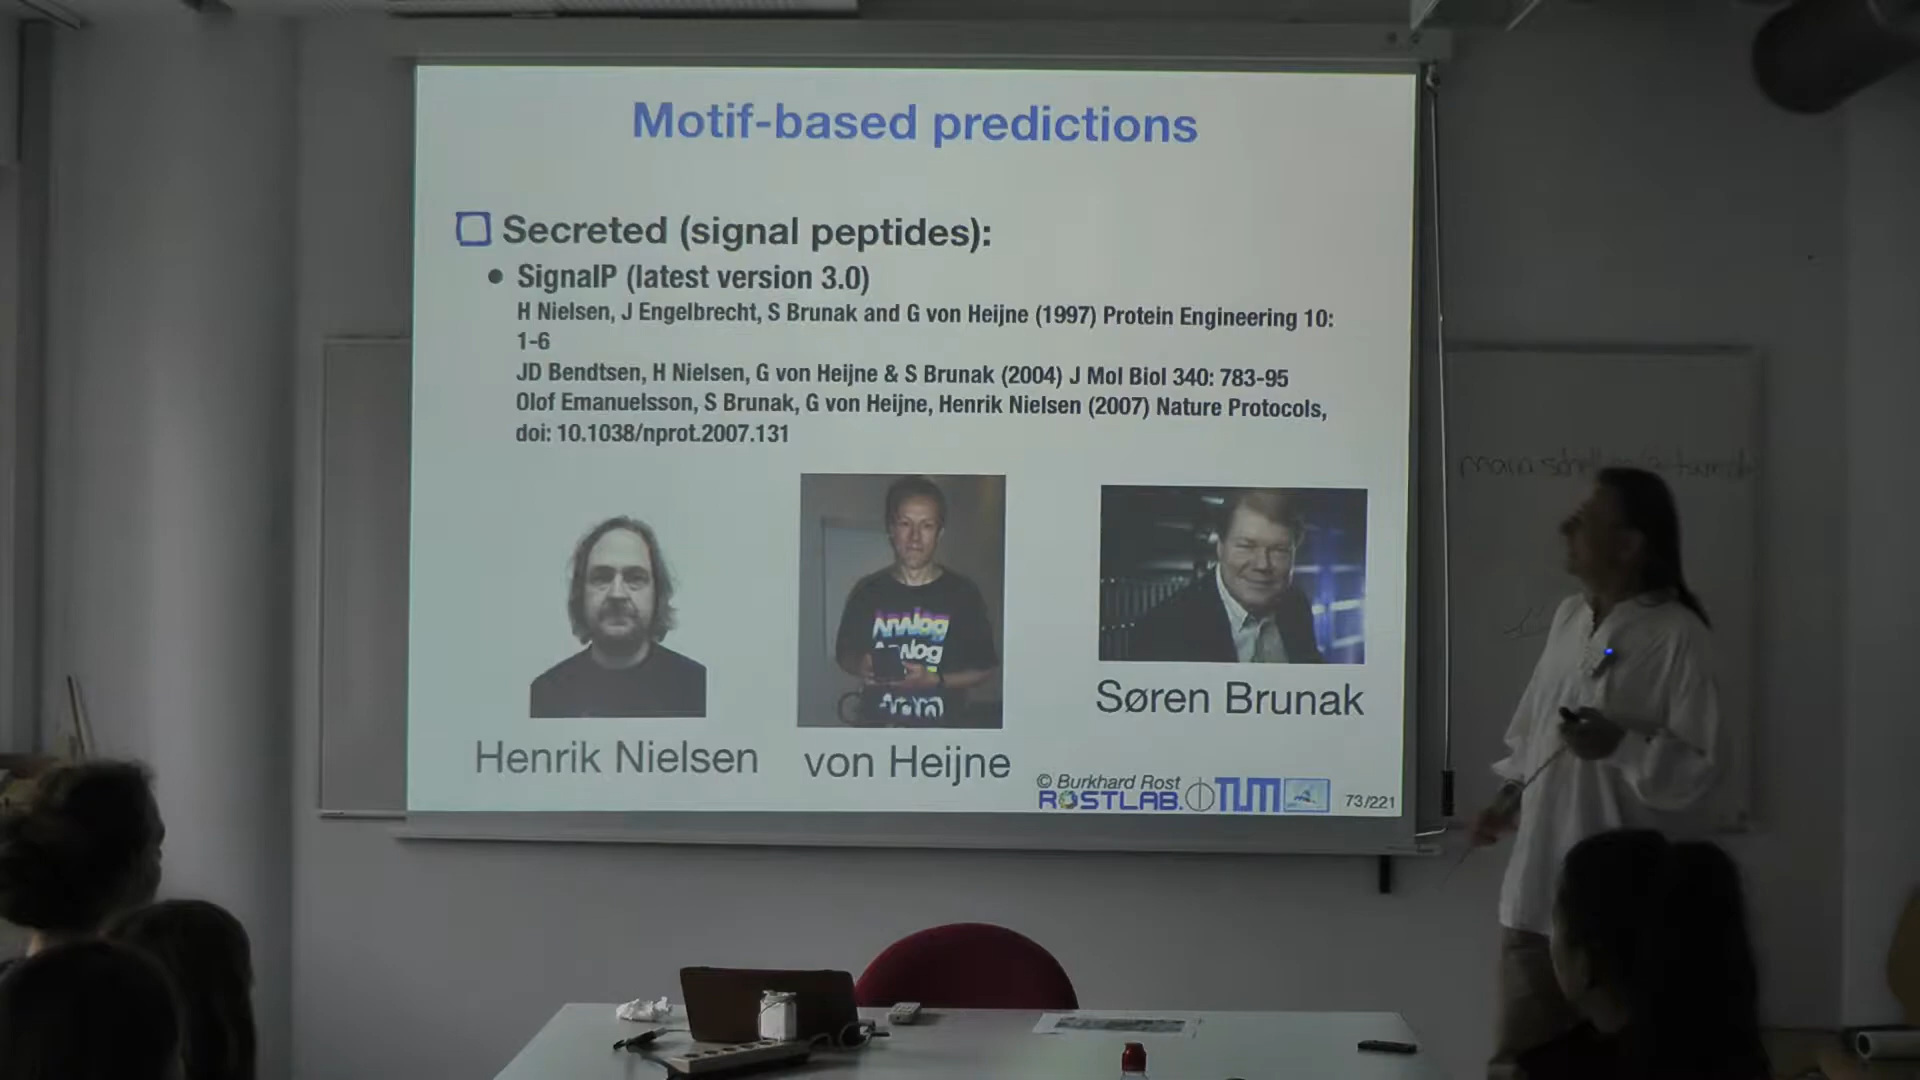 Motif-based predictions
Secreted (signal peptides):
• SignalP (latest version 3.0)
H Nielsen, J Engelbrecht, S Brunak and G von Heijne (1997) Protein Engineering 10:
1-6
JD Bendtsen, H Nielsen, G von Heijne & S Brunak (2004) J Mol Biol 340: 783-95
Olof Emanuelsson, S Brunak, G von Heijne, Henrik Nielsen (2007) Nature Protocols,
doi: 10.1038/nprot.2007.131
Analog
Henrik Nielsen
von Heijne
Søren Brunak
© Burkhard Rost
ROSTLAB.
TUM
73/221